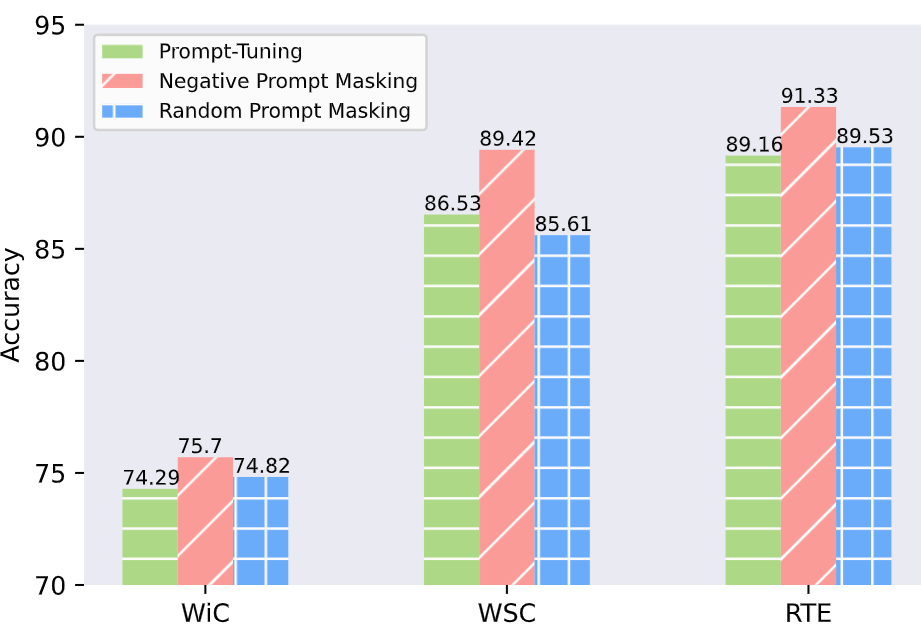 95
90
85
80
75
70
Accuracy
Prompt-Tuning
Negative Prompt Masking
Random Prompt Masking
74.29
75.7
74.82
86.53
89.42
85.61
89.16
91.33
89.53
WiC
WSC
RTE